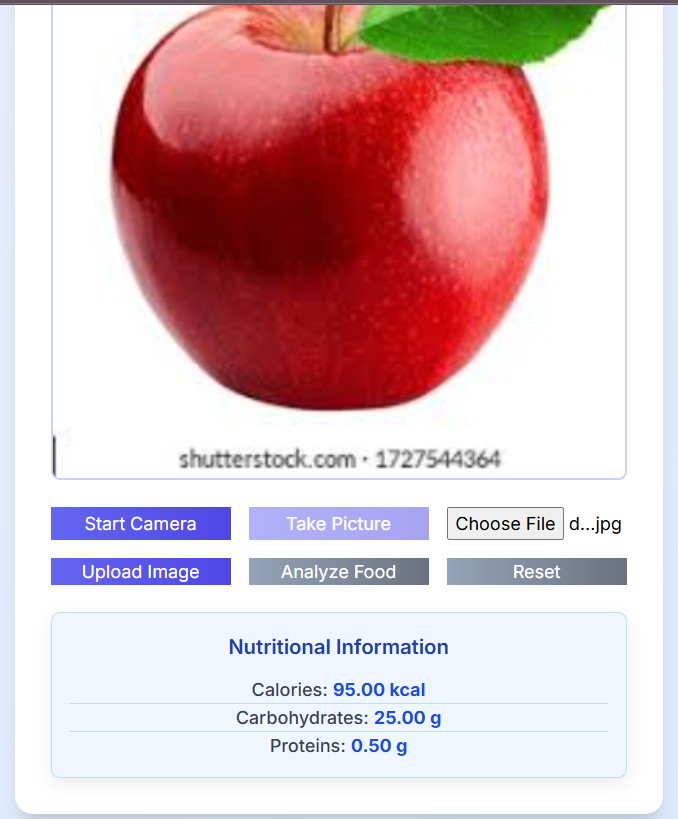 shutterstock.com · 1727544364
Start Camera Take Picture Choose File d...jpg
Upload Image Analyze Food Reset
Nutritional Information
Calories: 95.00 kcal
Carbohydrates: 25.00 g
Proteins: 0.50 g